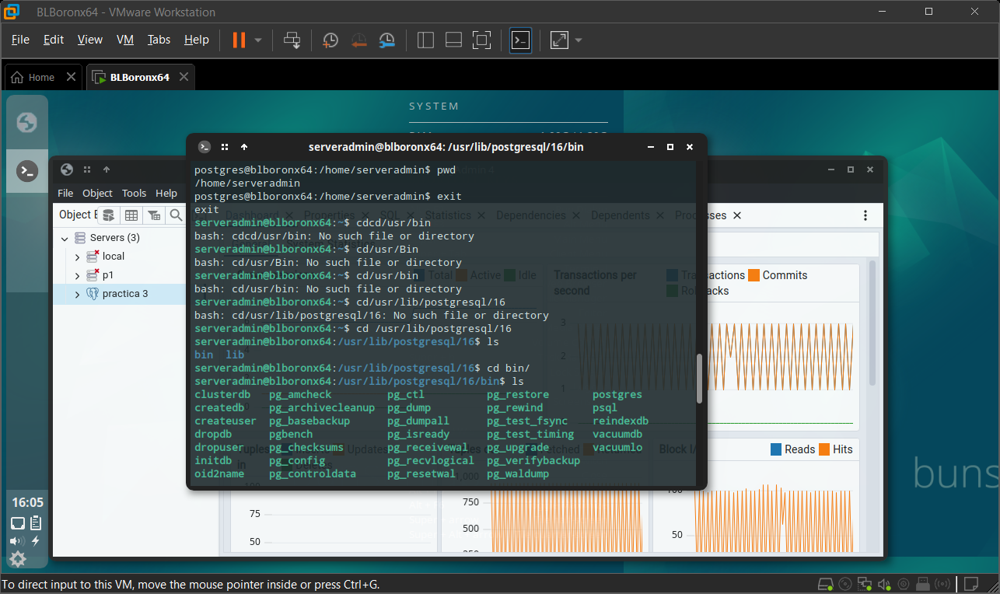 BLBoronx64 - VMware Workstation
File Edit View VM Tabs Help
Home BLBoronx64
SYSTEM
serveradmin@blboronx64: /usr/lib/postgresql/16/bin
postgres@blboronx64:/home/serveradmin$ pwd
/home/serveradmin
postgres@blboronx64:/home/serveradmin$ exit
exit
serveradmin@blboronx64:~$ cdcd/usr/bin
bash: cdcd/usr/bin: No such file or directory
serveradmin@blboronx64:~$ cd/usr/Bin
bash: cd/usr/Bin: No such file or directory
serveradmin@blboronx64:~$ cd/usr/bin
bash: cd/usr/bin: No such file or directory
serveradmin@blboronx64:~$ cd/usr/lib/postgresql/16
bash: cd/usr/lib/postgresql/16: No such file or directory
serveradmin@blboronx64:~$ cd /usr/lib/postgresql/16
serveradmin@blboronx64:/usr/lib/postgresql/16$ ls
bin lib
serveradmin@blboronx64:/usr/lib/postgresql/16$ cd bin/
serveradmin@blboronx64:/usr/lib/postgresql/16/bin$ ls
clusterdb pg_amcheck pg_ctl pg_restore postgres
createdb pg_archivecleanup pg_dump pg_rewind psql
createuser pg_basebackup pg_dumpall pg_test_fsync reindexdb
dropdb pgbench pg_isready pg_test_timing vacuumdb
dropuser pg_checksums pg_receivewal pg_upgrade vacuumlo
initdb pg_config pg_recvlogical pg_verifybackup
oid2name pg_controldata pg_resetwal pg_waldump
File Object Tools Help
Object E
Dashboard Properties SQL Statistics Dependencies Dependents Processes
Servers (3)
local
p1
practica 3
Total Active Idle
Transactions per second
Transactions Commits
Rollbacks
3
2
1
Tuples in
Updates
Block I/
Reads Hits
75
50
1,000
750
500
250
100
50
buns
16:05
To direct input to this VM, move the mouse pointer inside or press Ctrl+G.